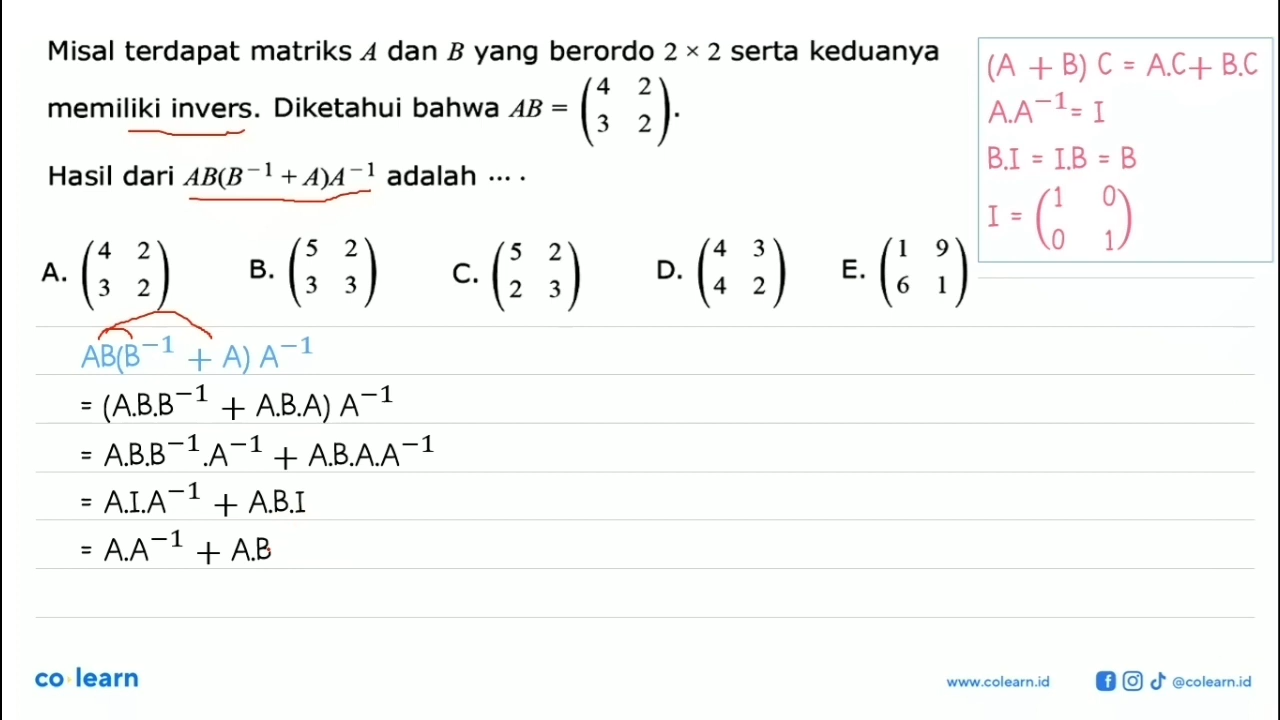 Misal terdapat matriks A dan B yang berordo 2 × 2 serta keduanya
memiliki invers. Diketahui bahwa AB = (4 2
3 2).
Hasil dari AB(B⁻¹ + A)A⁻¹ adalah ··· .
A. (4 2
3 2)
B. (5 2
3 3)
C. (5 2
2 3)
D. (4 3
4 2)
E. (1 9
6 1)
(A + B) C = A.C + B.C
A.A⁻¹ = I
B.I = I.B = B
I = (1 0
0 1)
AB(B⁻¹ + A) A⁻¹
= (A.B.B⁻¹ + A.B.A) A⁻¹
= A.B.B⁻¹.A⁻¹ + A.B.A.A⁻¹
= A.I.A⁻¹ + A.B.I
= A.A⁻¹ + A.B
co learn
www.colearn.id
@colearn.id